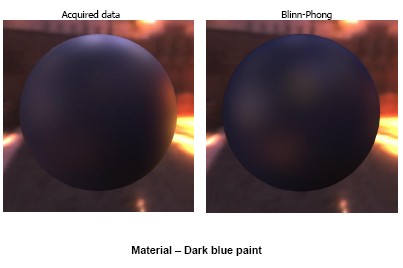 Acquired data
Blinn-Phong
Material – Dark blue paint